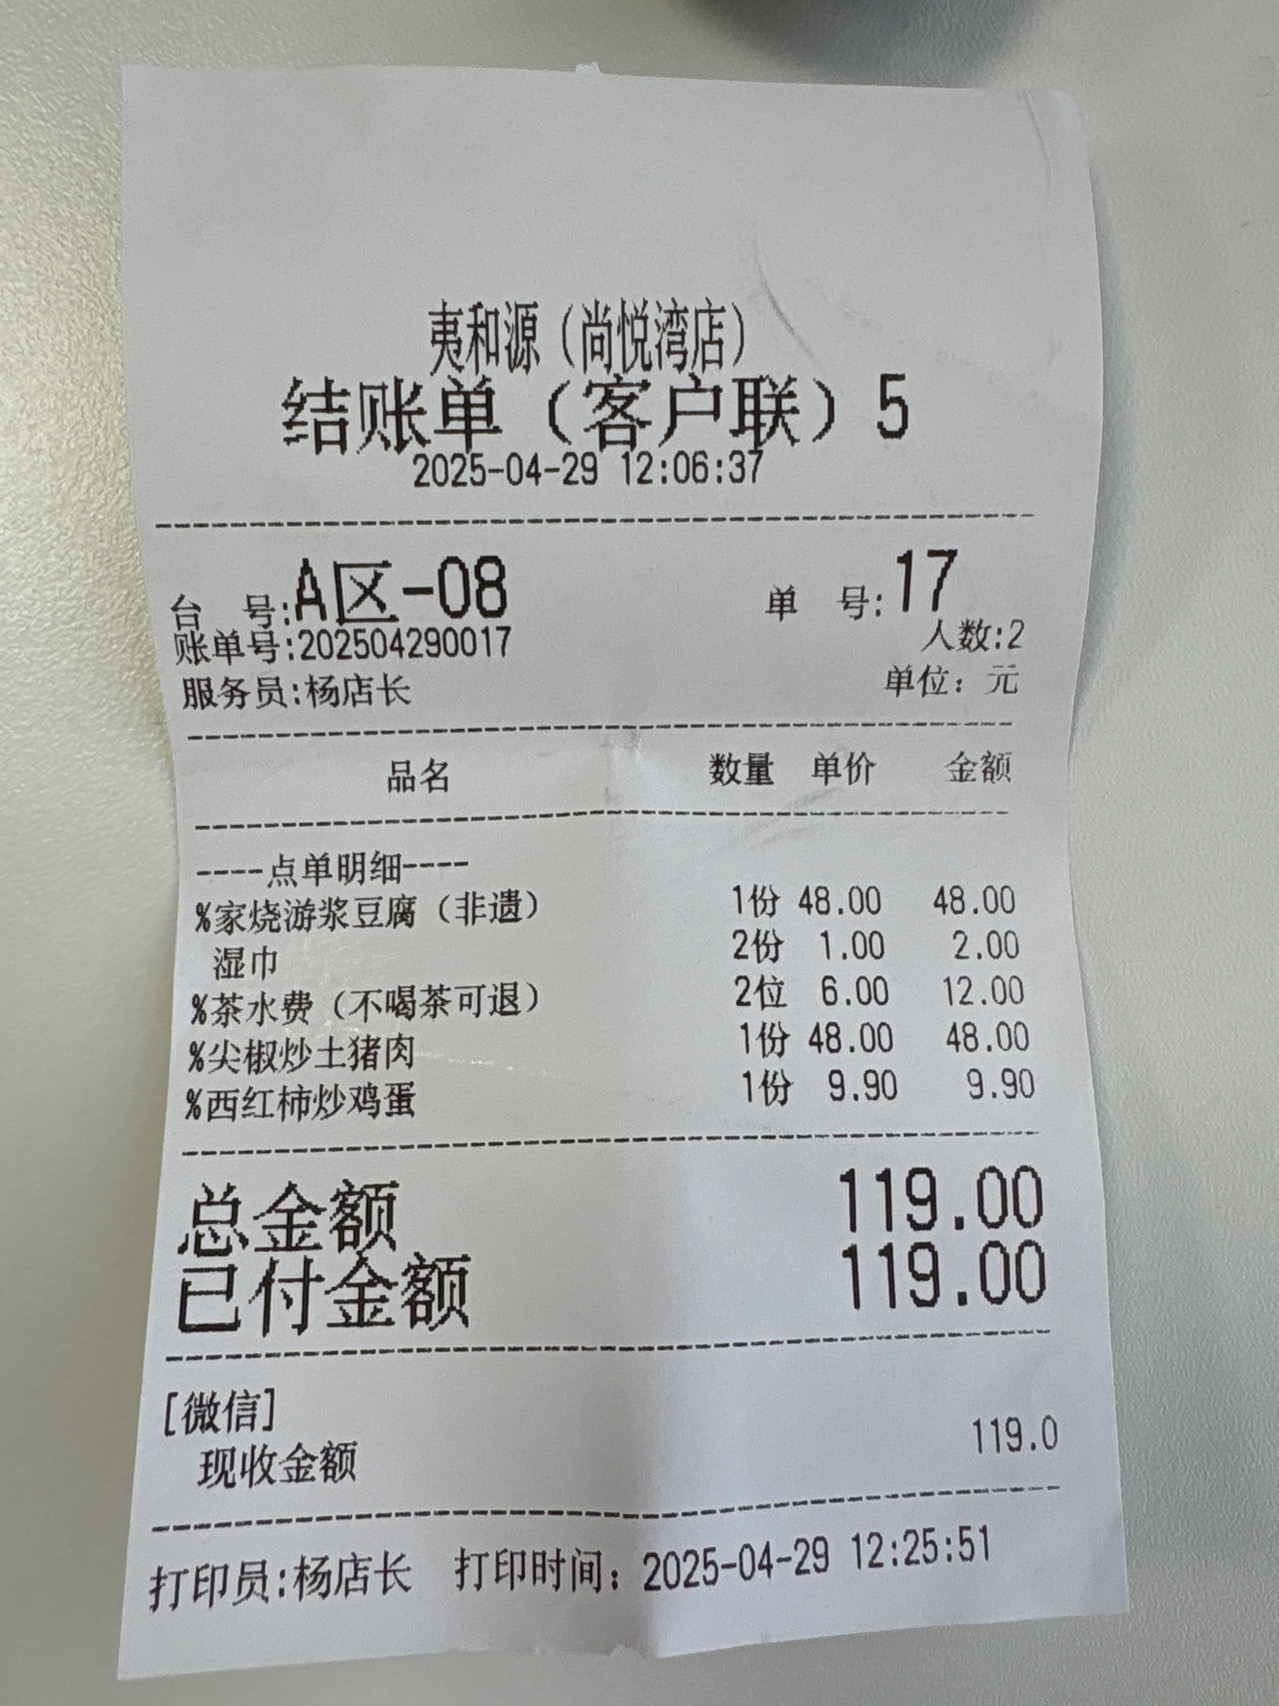 夷和源（尚悦湾店）
结账单（客户联）5
2025-04-29 12:06:37
台 号:A区-08 单 号:17
账单号:202504290017 人数:2
服务员:杨店长 单位：元
品名 数量 单价 金额
----点单明细----
%家烧游浆豆腐（非遗） 1份 48.00 48.00
湿巾 2份 1.00 2.00
%茶水费（不喝茶可退） 2位 6.00 12.00
%尖椒炒土猪肉 1份 48.00 48.00
%西红柿炒鸡蛋 1份 9.90 9.90
总金额 119.00
已付金额 119.00
[微信]
现收金额 119.0
打印员:杨店长 打印时间：2025-04-29 12:25:51